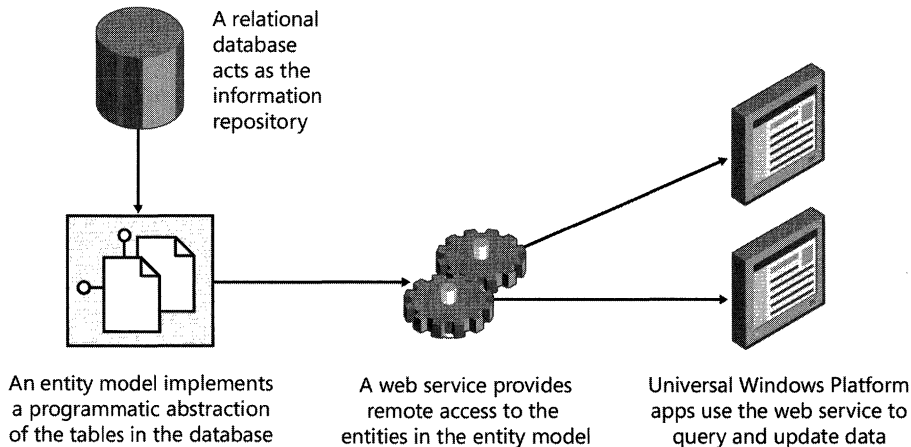 A relational
database
acts as the
information
repository
An entity model implements
a programmatic abstraction
of the tables in the database
A web service provides
remote access to the
entities in the entity model
Universal Windows Platform
apps use the web service to
query and update data